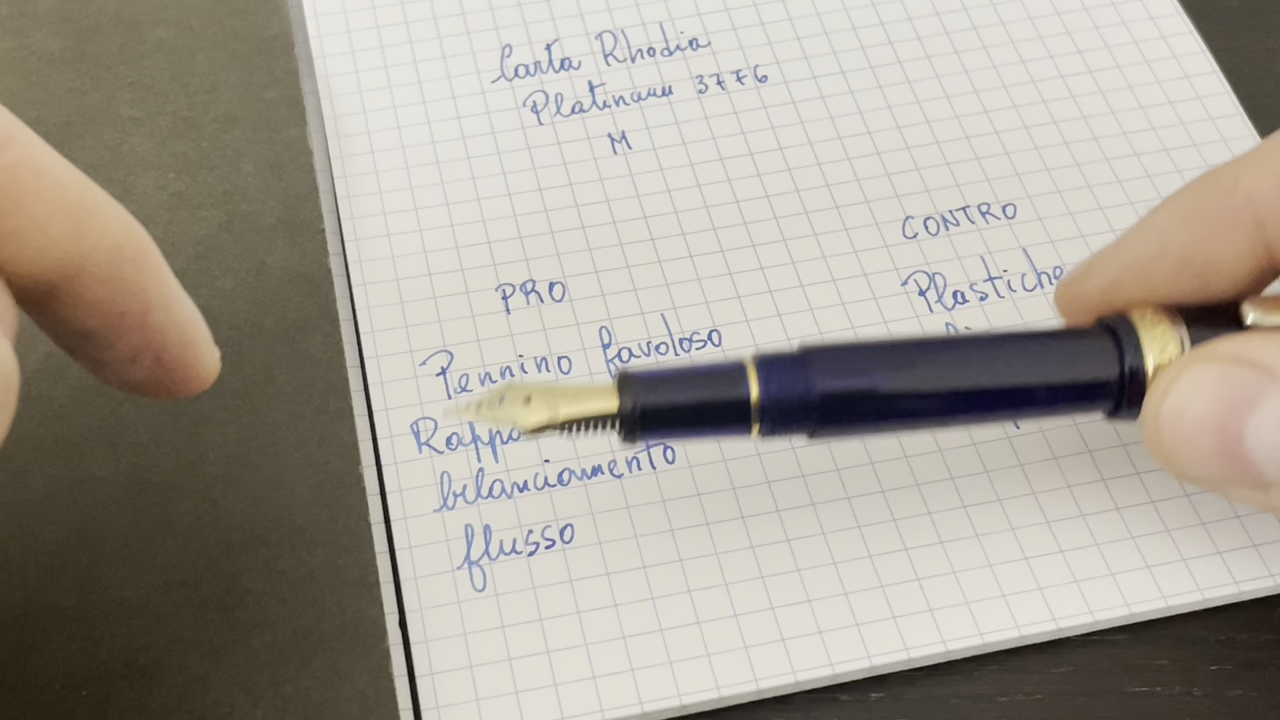 Carta Rhodia
Platinum 3776
M
PRO
CONTRO
Pennino favoloso
Plastiche
bilanciamento
flusso